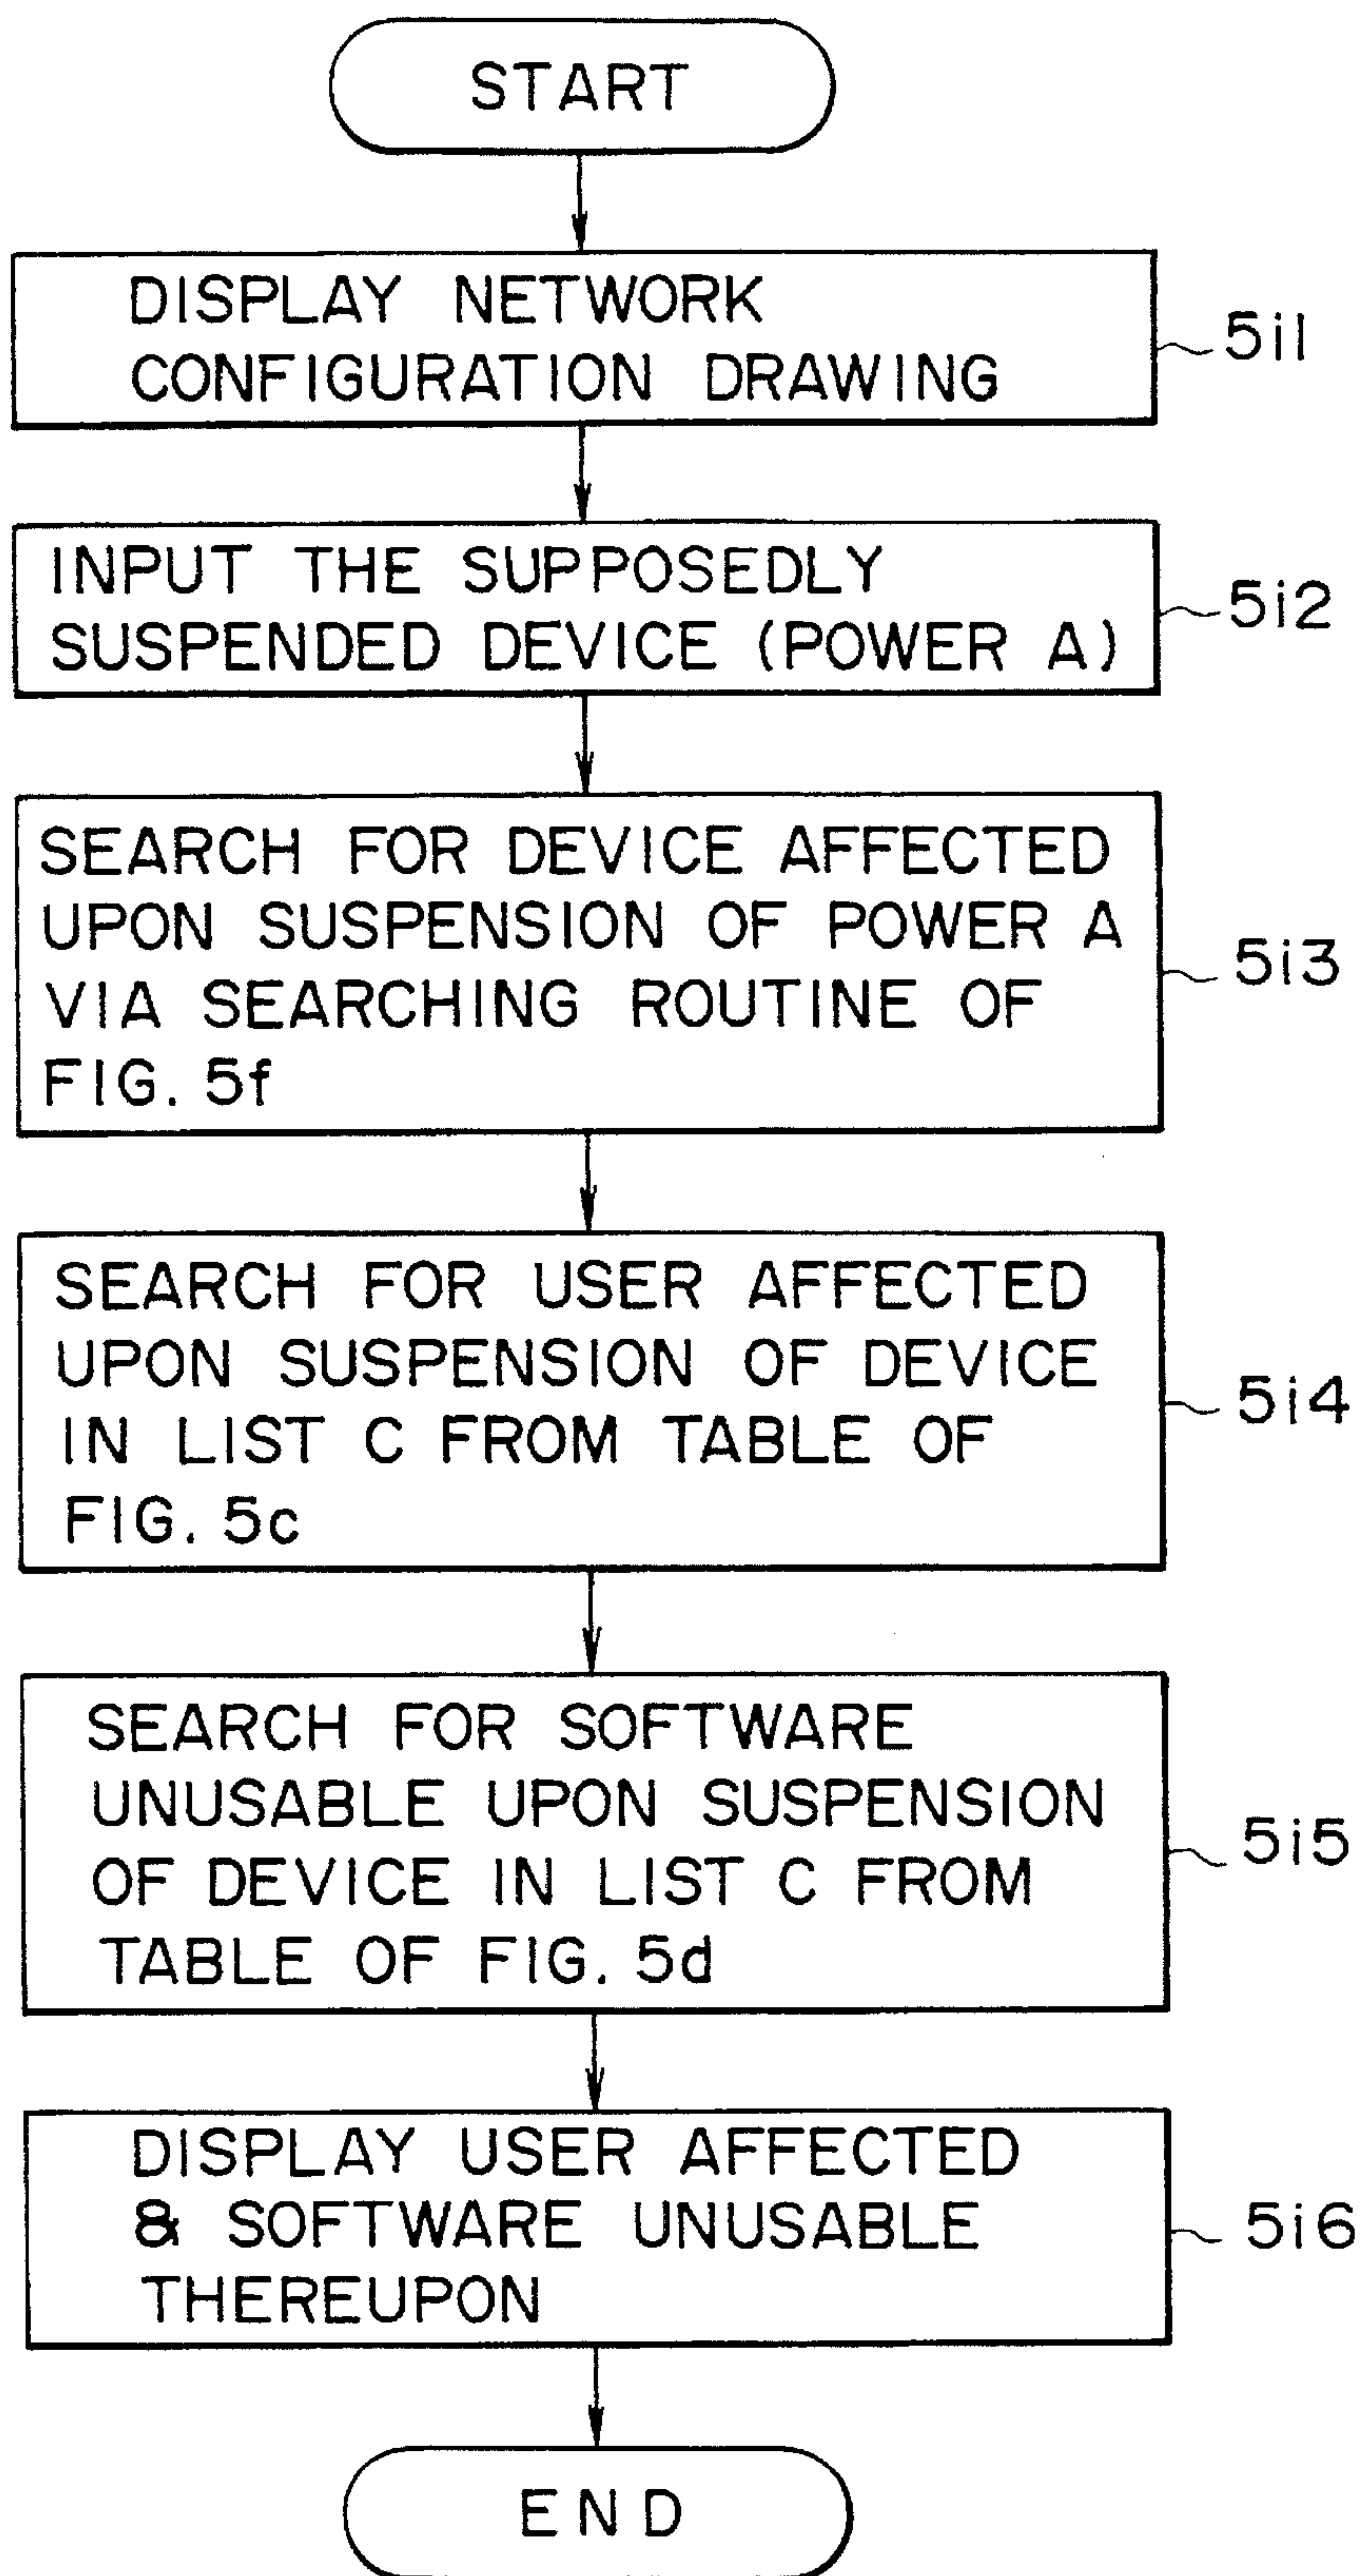 START
DISPLAY NETWORK
CONFIGURATION DRAWING
5i1
INPUT THE SUPPOSEDLY
SUSPENDED DEVICE (POWER A)
5i2
SEARCH FOR DEVICE AFFECTED
UPON SUSPENSION OF POWER A
VIA SEARCHING ROUTINE OF
FIG. 5f
5i3
SEARCH FOR USER AFFECTED
UPON SUSPENSION OF DEVICE
IN LIST C FROM TABLE OF
FIG. 5c
5i4
SEARCH FOR SOFTWARE
UNUSABLE UPON SUSPENSION
OF DEVICE IN LIST C FROM
TABLE OF FIG. 5d
5i5
DISPLAY USER AFFECTED
& SOFTWARE UNUSABLE
THEREUPON
5i6
END